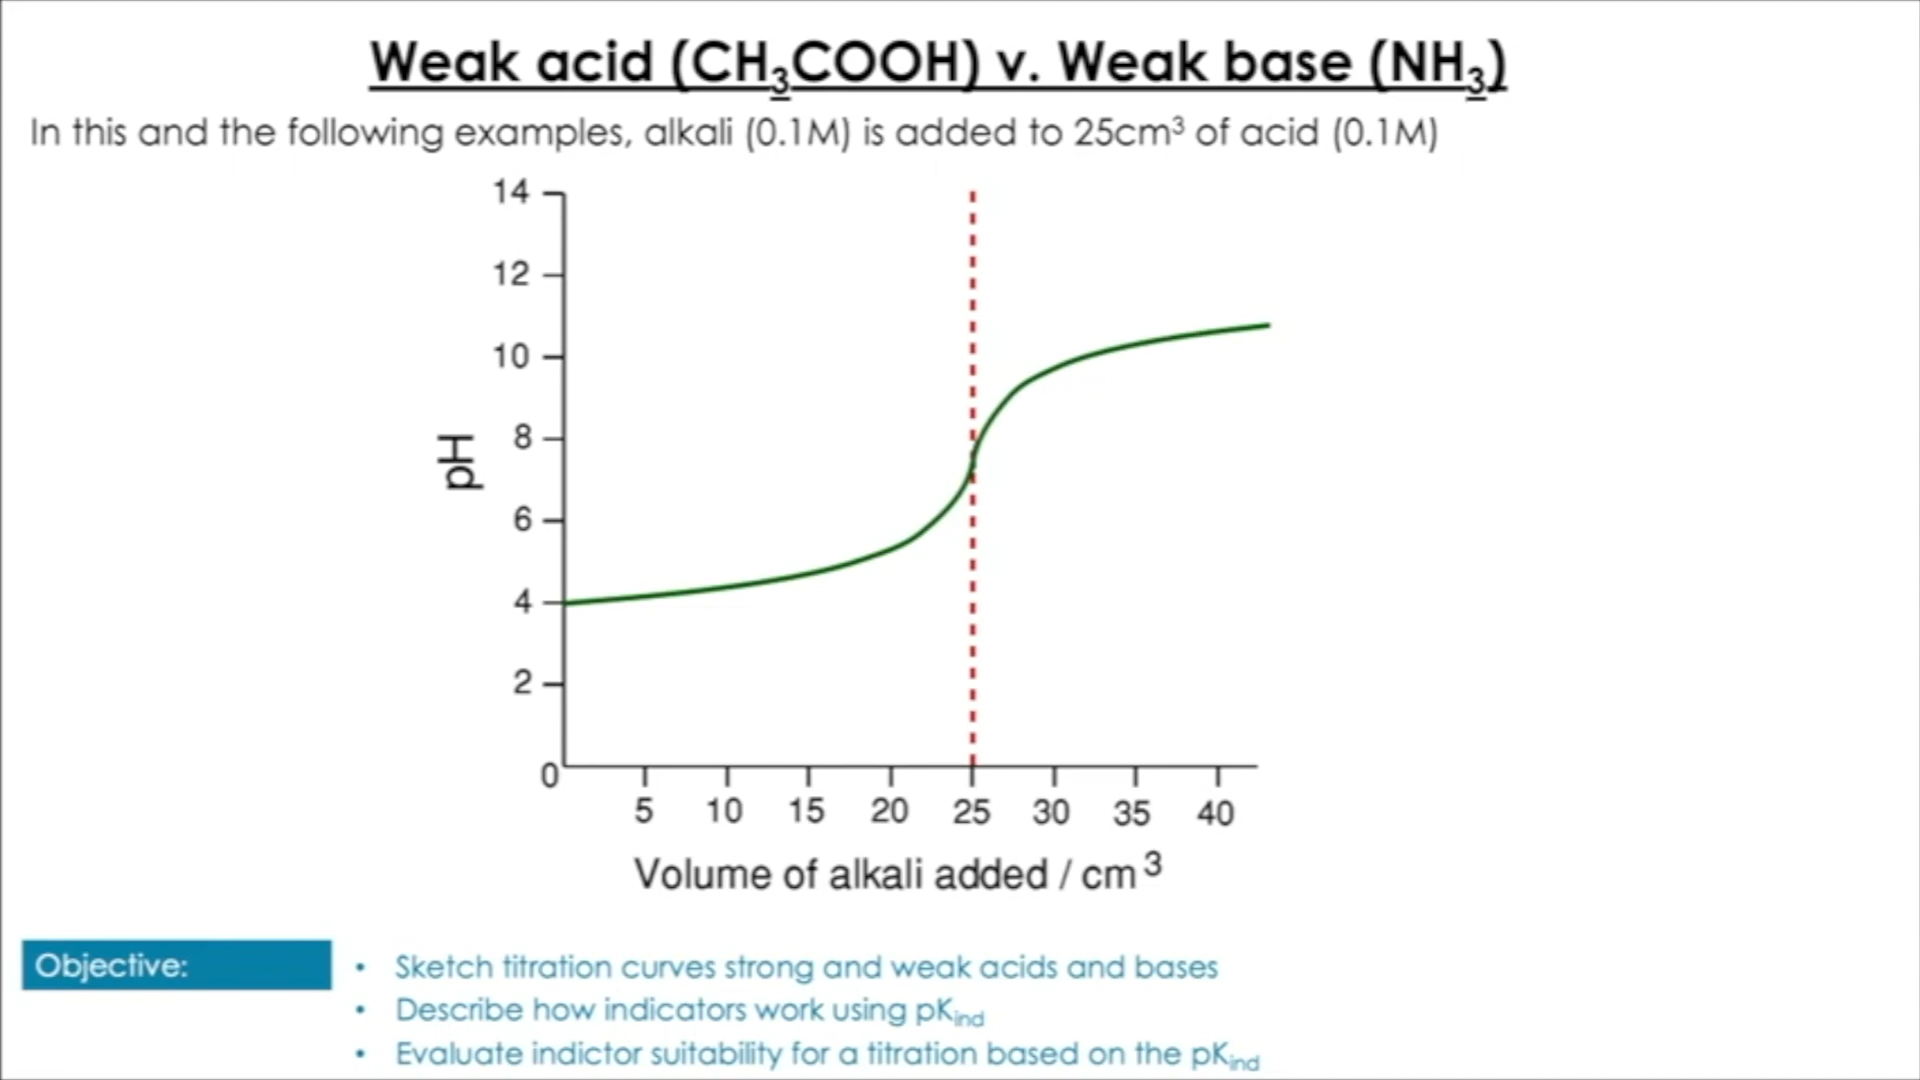 Weak acid (CH₃COOH) v. Weak base (NH₃)
In this and the following examples, alkali (0.1M) is added to 25cm³ of acid (0.1M)
14
12
10
8
6
4
2
0
pH
5 10 15 20 25 30 35 40
Volume of alkali added / cm³
Objective:
• Sketch titration curves strong and weak acids and bases
• Describe how indicators work using pKind
• Evaluate indictor suitability for a titration based on the pKind